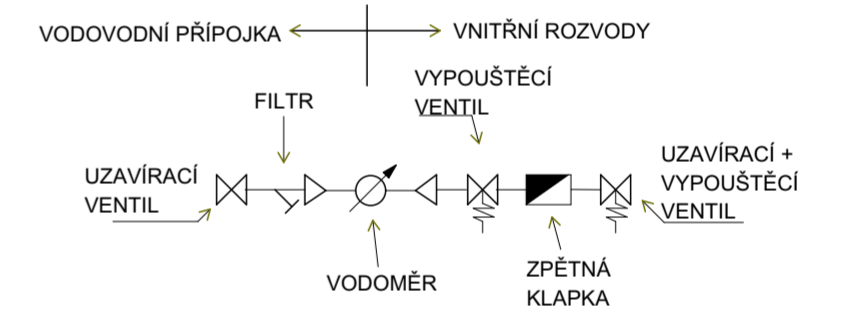 VODOVODNÍ PŘÍPOJKA
VNITŘNÍ ROZVODY
VYPOUŠTĚCÍ
VENTIL
FILTR
UZAVÍRACÍ
VENTIL
UZAVÍRACÍ +
VYPOUŠTĚCÍ
VENTIL
VODOMĚR
ZPĚTNÁ
KLAPKA